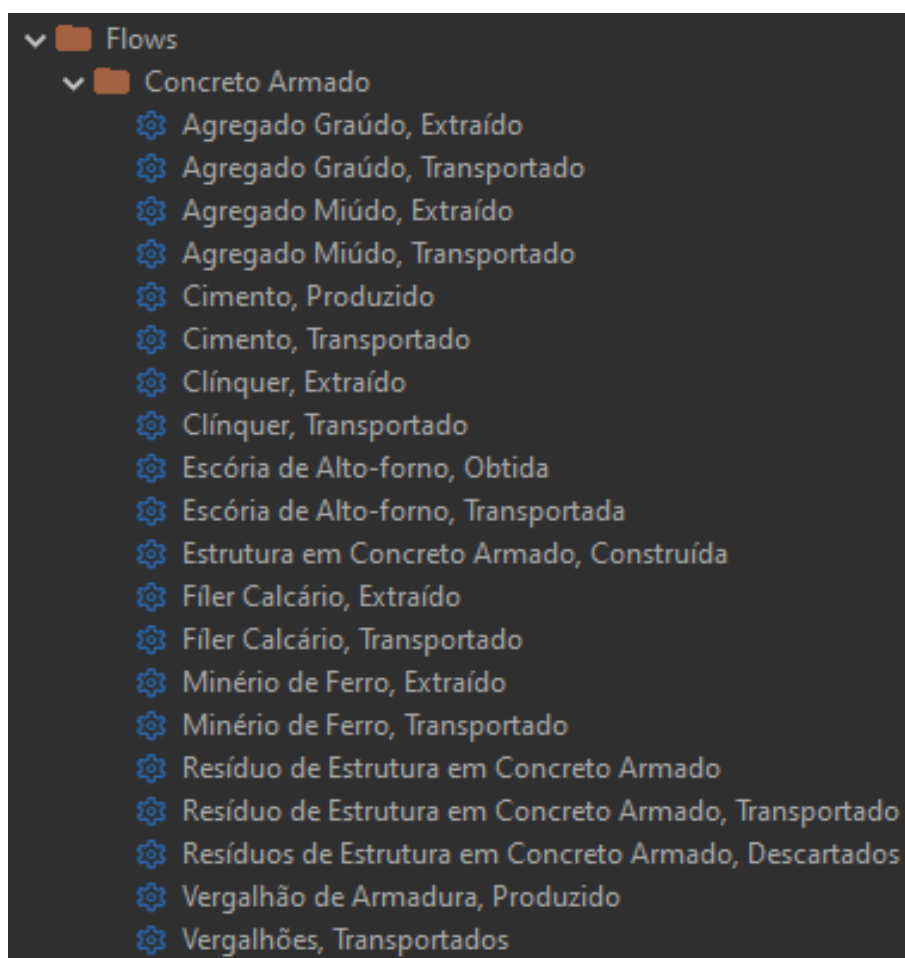 Flows
Concreto Armado
Agregado Graúdo, Extraído
Agregado Graúdo, Transportado
Agregado Miúdo, Extraído
Agregado Miúdo, Transportado
Cimento, Produzido
Cimento, Transportado
Clínquer, Extraído
Clínquer, Transportado
Escória de Alto-forno, Obtida
Escória de Alto-forno, Transportada
Estrutura em Concreto Armado, Construída
Fíler Calcário, Extraído
Fíler Calcário, Transportado
Minério de Ferro, Extraído
Minério de Ferro, Transportado
Resíduo de Estrutura em Concreto Armado
Resíduo de Estrutura em Concreto Armado, Transportado
Resíduos de Estrutura em Concreto Armado, Descartados
Vergalhão de Armadura, Produzido
Vergalhões, Transportados